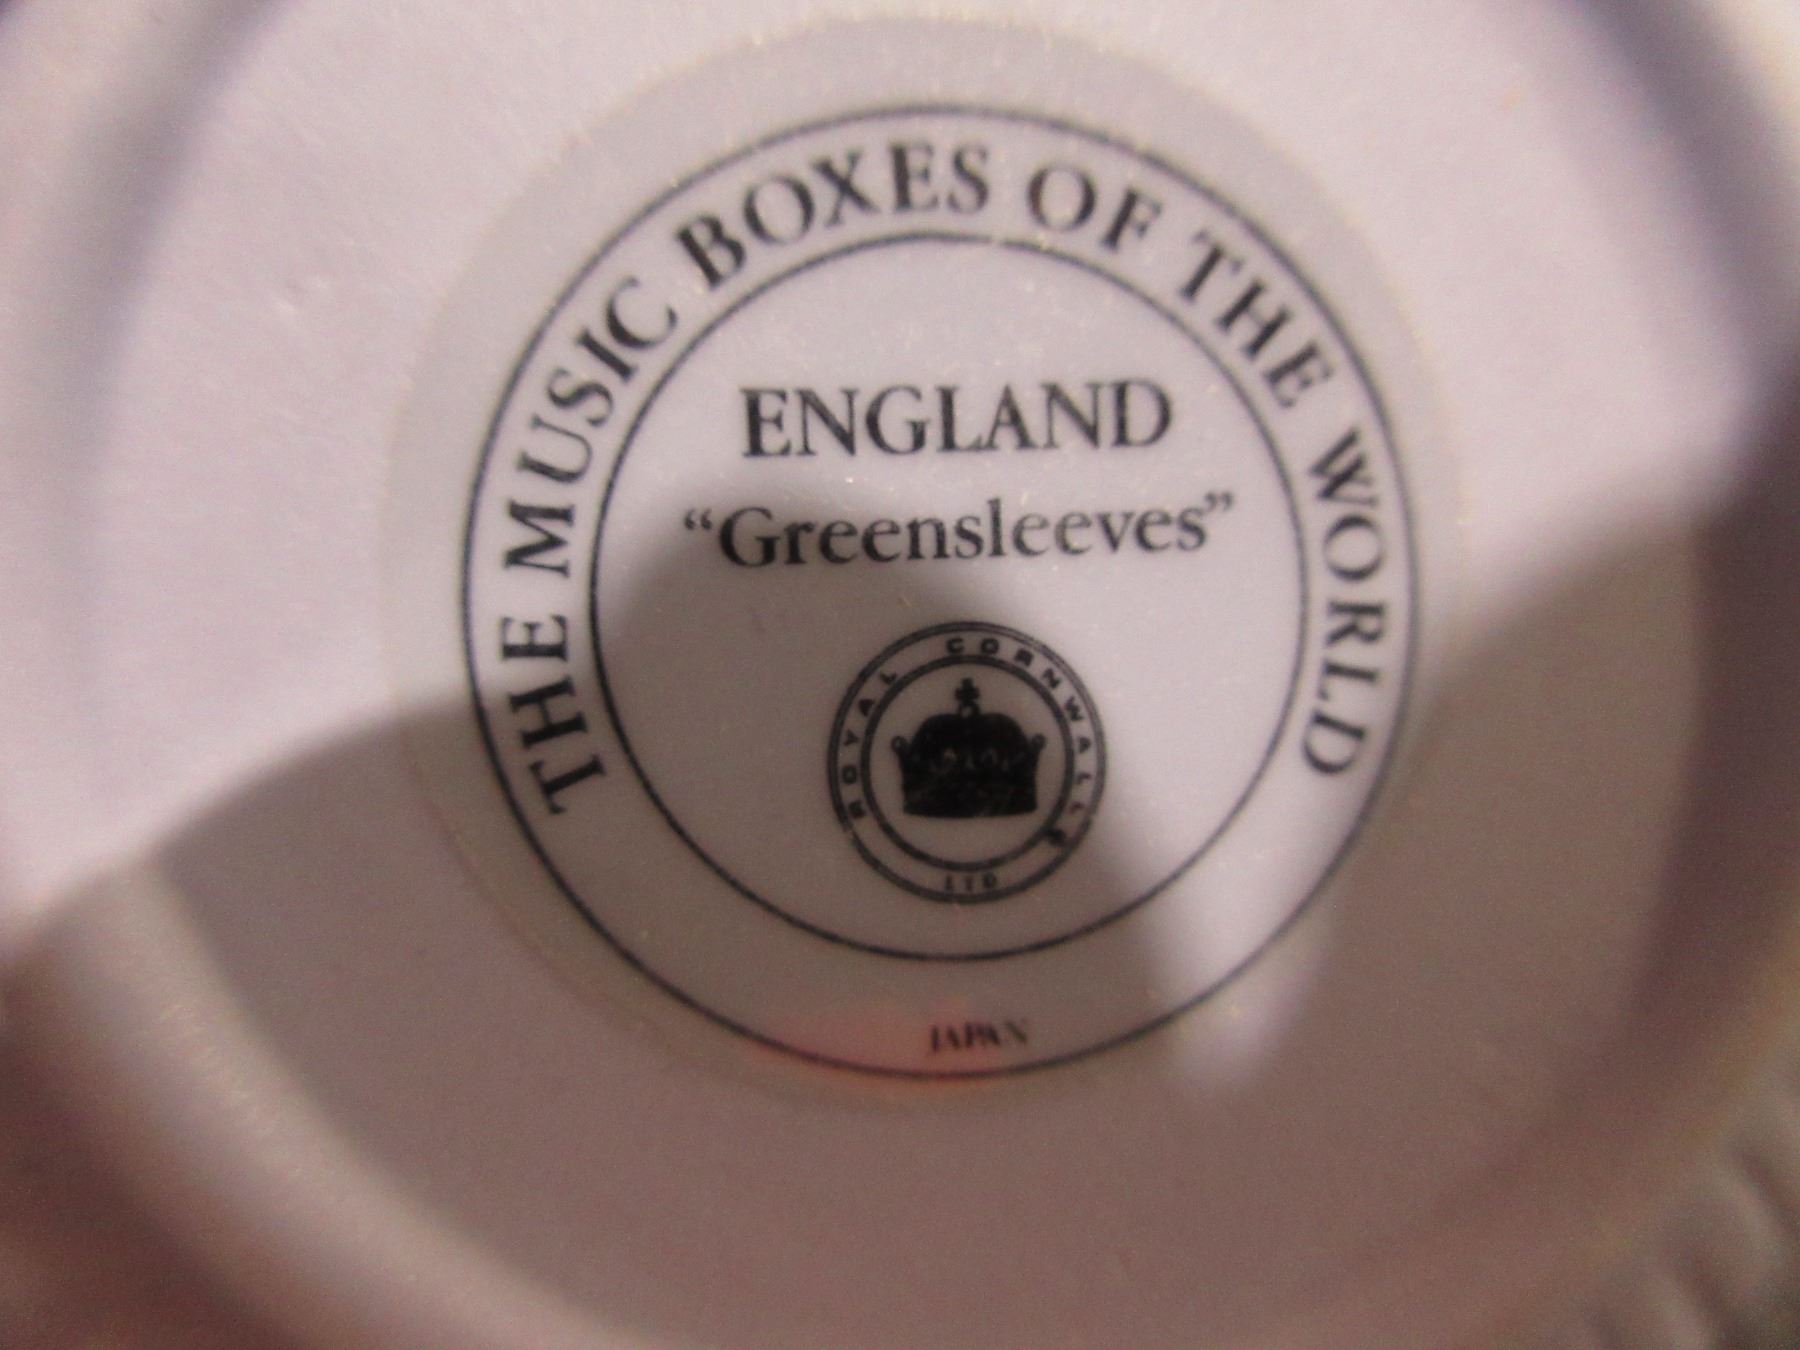 THE MUSIC BOXES OF THE WORLD
ENGLAND
“Greensleeves”
ROYAL CORNWALL
LTD
JAPAN